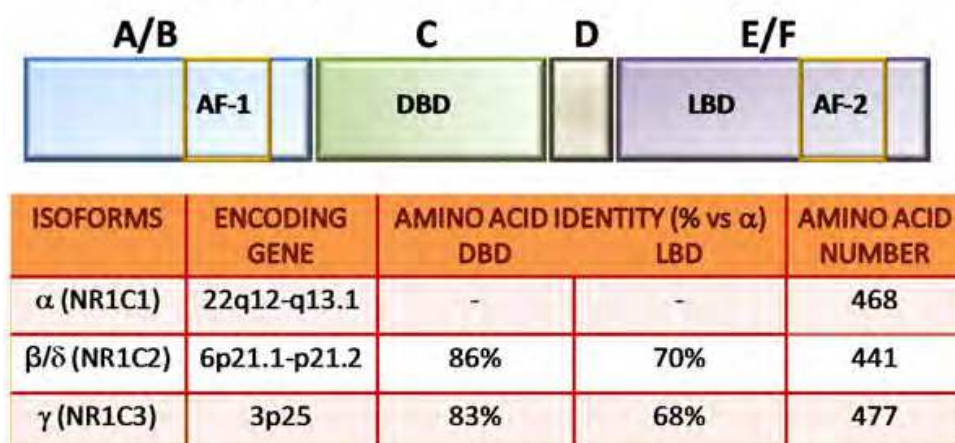 A/B C D E/F
AF-1 DBD LBD AF-2
ISOFORMS ENCODING AMINO ACID IDENTITY (% vs α) AMINO ACID
GENE DBD LBD NUMBER
α (NR1C1) 22q12-q13.1 - - 468
β/δ (NR1C2) 6p21.1-p21.2 86% 70% 441
γ (NR1C3) 3p25 83% 68% 477